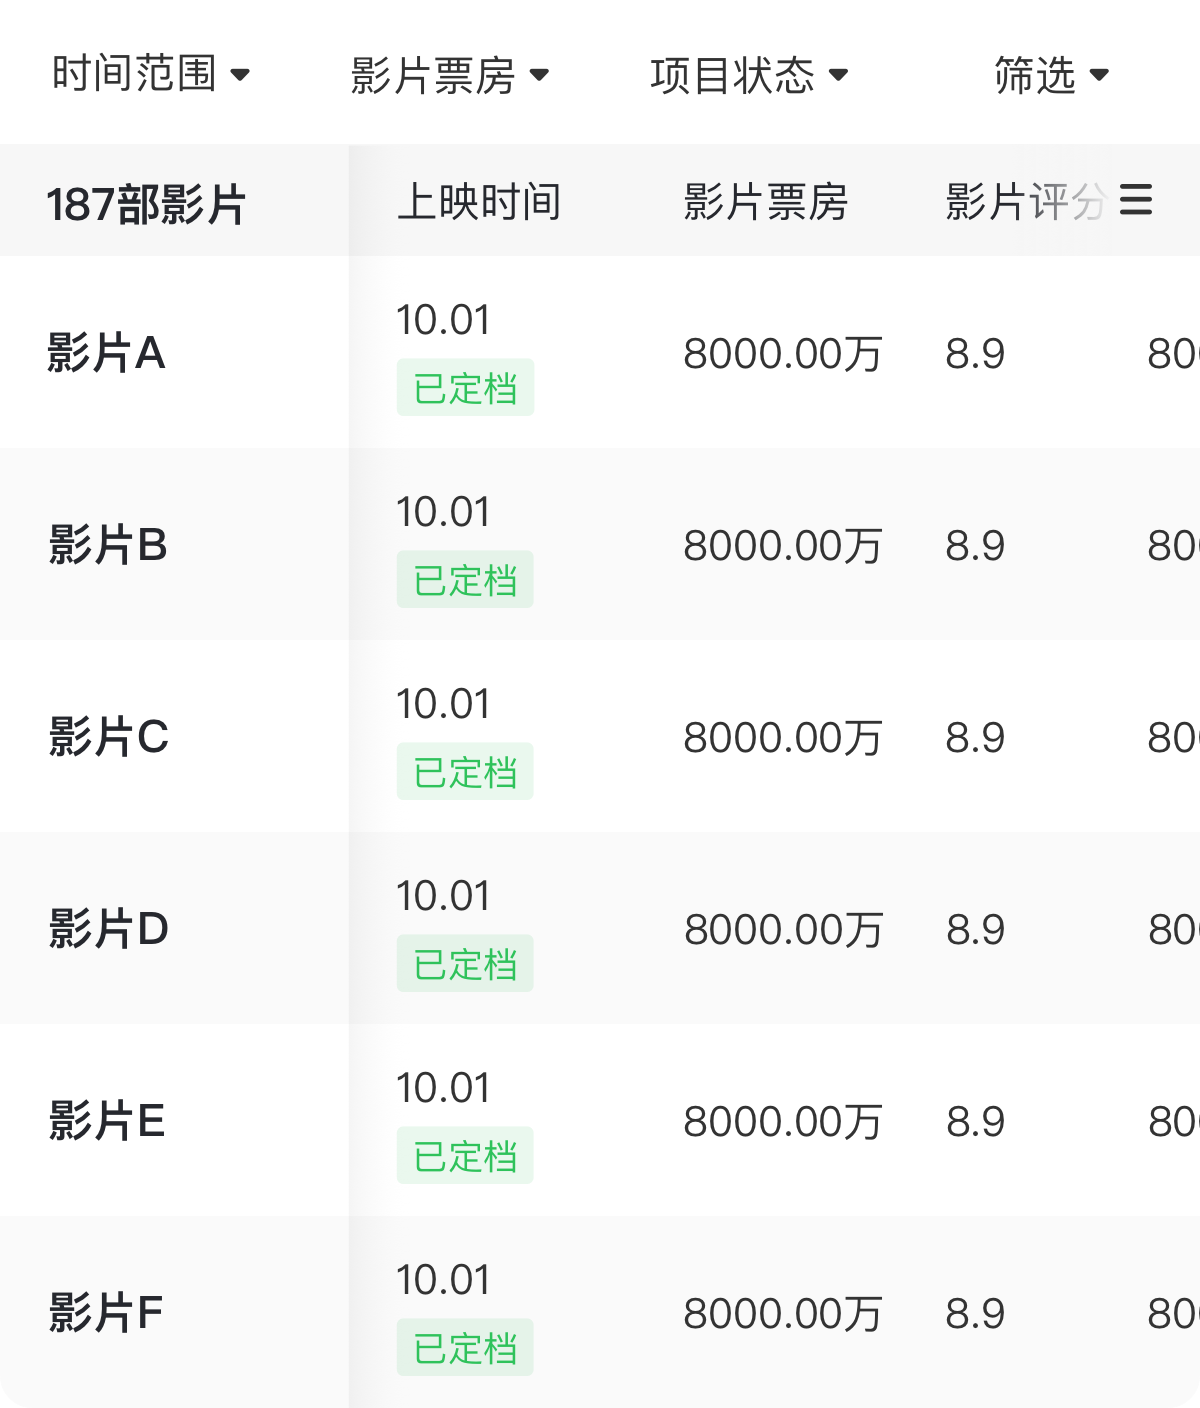 时间范围 影片票房 项目状态 筛选
187部影片 上映时间 影片票房 影片评分
影片A 10.01 已定档 8000.00万 8.9 80
影片B 10.01 已定档 8000.00万 8.9 80
影片C 10.01 已定档 8000.00万 8.9 80
影片D 10.01 已定档 8000.00万 8.9 80
影片E 10.01 已定档 8000.00万 8.9 80
影片F 10.01 已定档 8000.00万 8.9 80